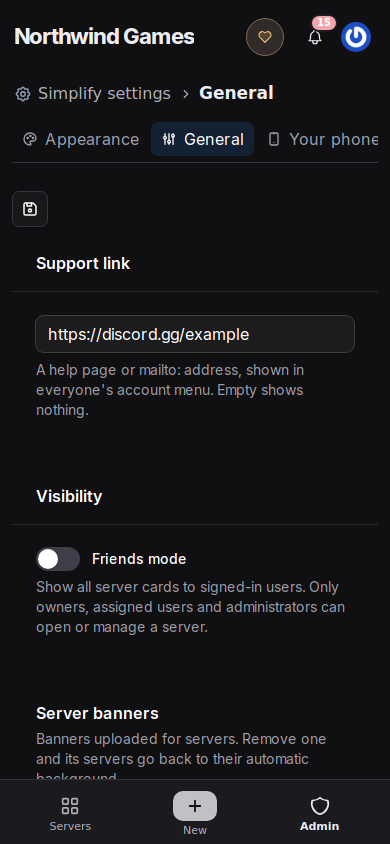 Northwind Games
15
Simplify settings › General
Appearance
General
Your phone
Support link
https://discord.gg/example
A help page or mailto: address, shown in
everyone's account menu. Empty shows
nothing.
Visibility
Friends mode
Show all server cards to signed-in users. Only
owners, assigned users and administrators can
open or manage a server.
Server banners
Banners uploaded for servers. Remove one
and its servers go back to their automatic
background.
Servers
New
Admin